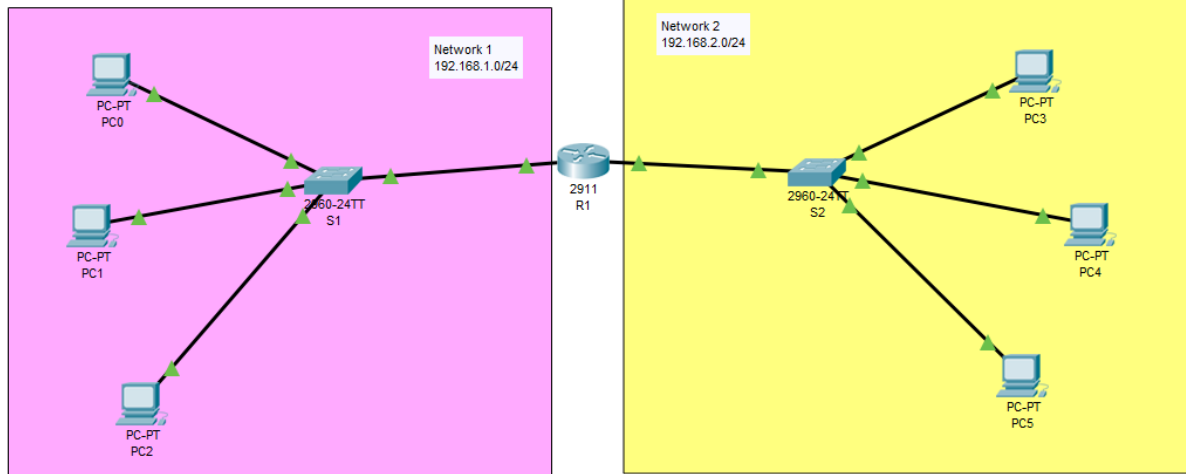 Network 1
192.168.1.0/24
Network 2
192.168.2.0/24
PC-PT
PC0
PC-PT
PC1
PC-PT
PC2
2960-24TT
S1
2911
R1
2960-24TT
S2
PC-PT
PC3
PC-PT
PC4
PC-PT
PC5